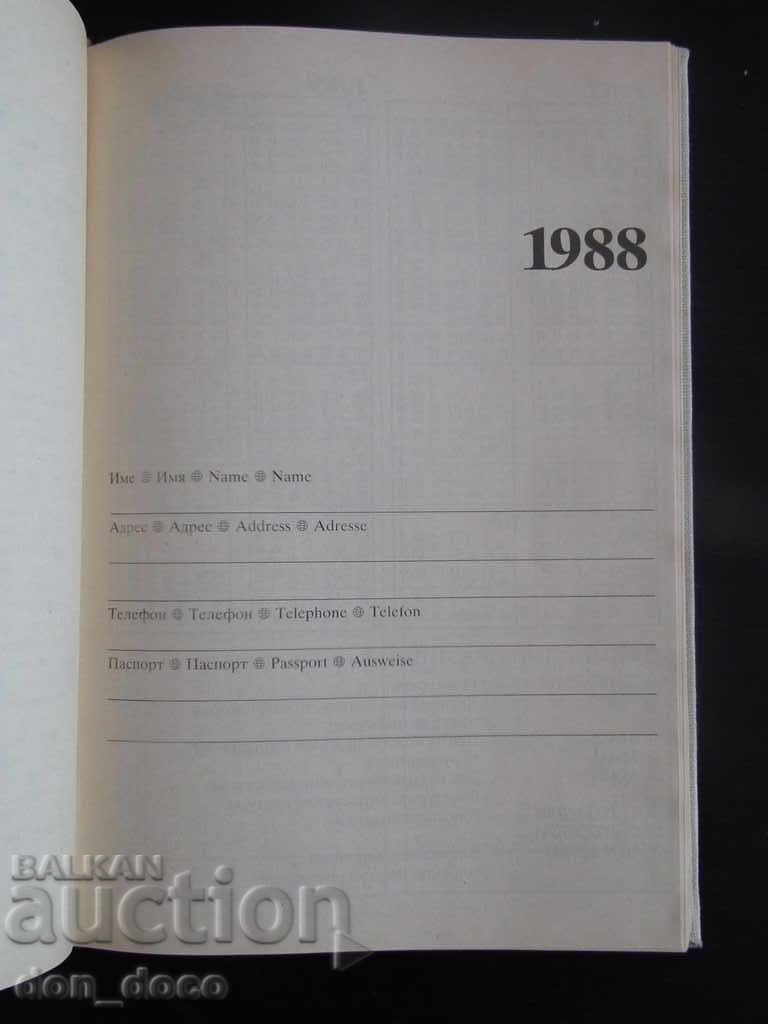 1988
Име Имя Name Name
Адрес Адрес Address Adresse
Телефон Телефон Telephone Telefon
Паспорт Паспорт Passport Ausweise
BALKAN
auction
don_doco